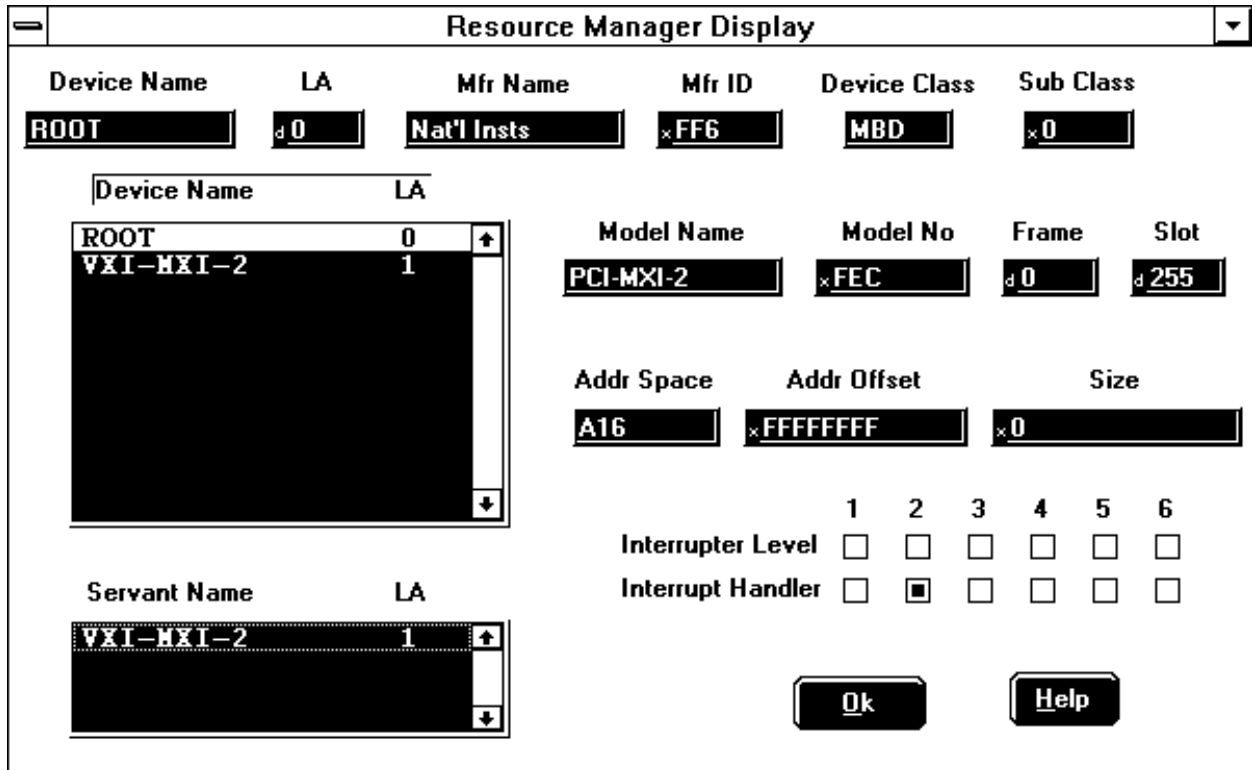 Resource Manager Display
Device Name LA Mfr Name Mfr ID Device Class Sub Class
ROOT d 0 Nat'l Insts x FF6 MBD x 0
Device Name LA
ROOT 0
VXI-MXI-2 1
Model Name Model No Frame Slot
PCI-MXI-2 x FEC d 0 d 255
Addr Space Addr Offset Size
A16 x FFFFFFFF x 0
1 2 3 4 5 6
Interrupter Level
Interrupt Handler
Servant Name LA
VXI-MXI-2 1
Ok Help